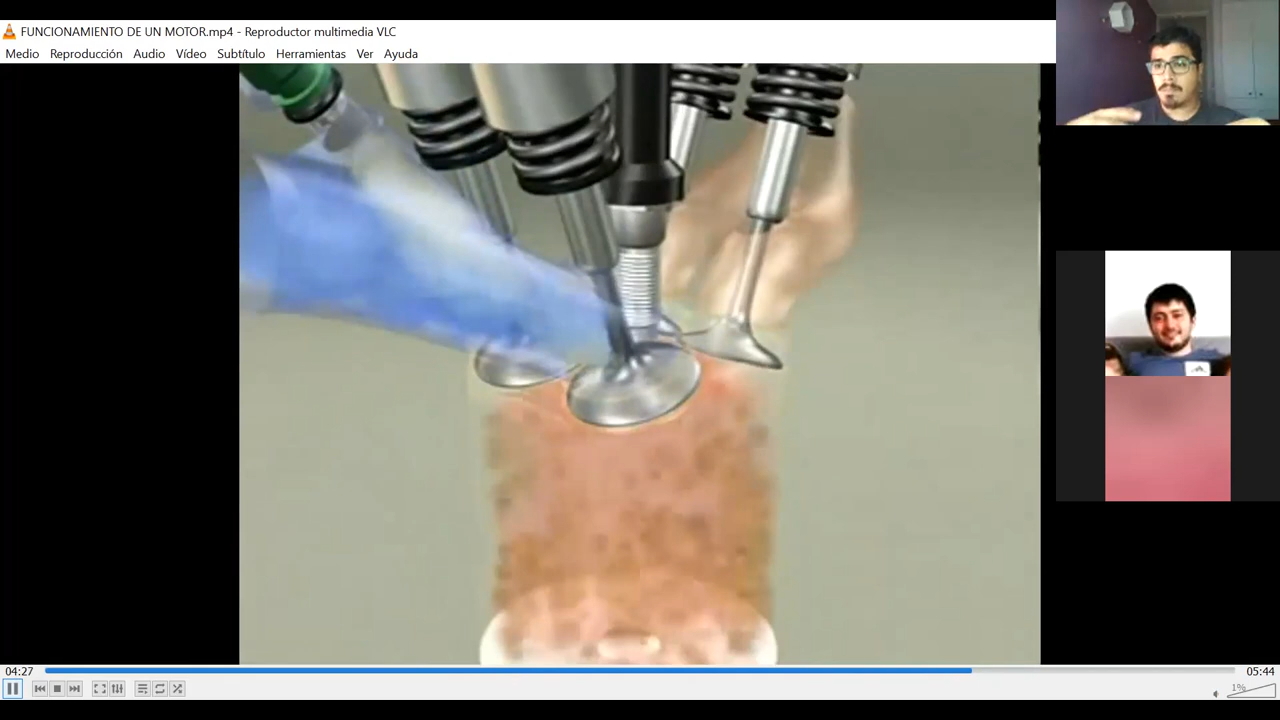 FUNCIONAMIENTO DE UN MOTOR.mp4 - Reproductor multimedia VLC
Medio Reproducción Audio Vídeo Subtítulo Herramientas Ver Ayuda
04:27
05:44
1%